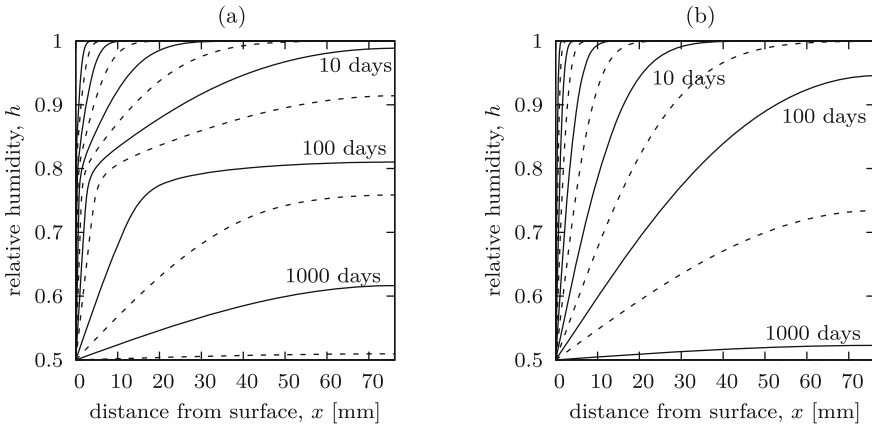 (a)
1
0.9
0.8
0.7
0.6
0.5
relative humidity, h
10 days
100 days
1000 days
0 10 20 30 40 50 60 70
distance from surface, x [mm]
(b)
1
0.9
0.8
0.7
0.6
0.5
relative humidity, h
10 days
100 days
1000 days
0 10 20 30 40 50 60 70
distance from surface, x [mm]